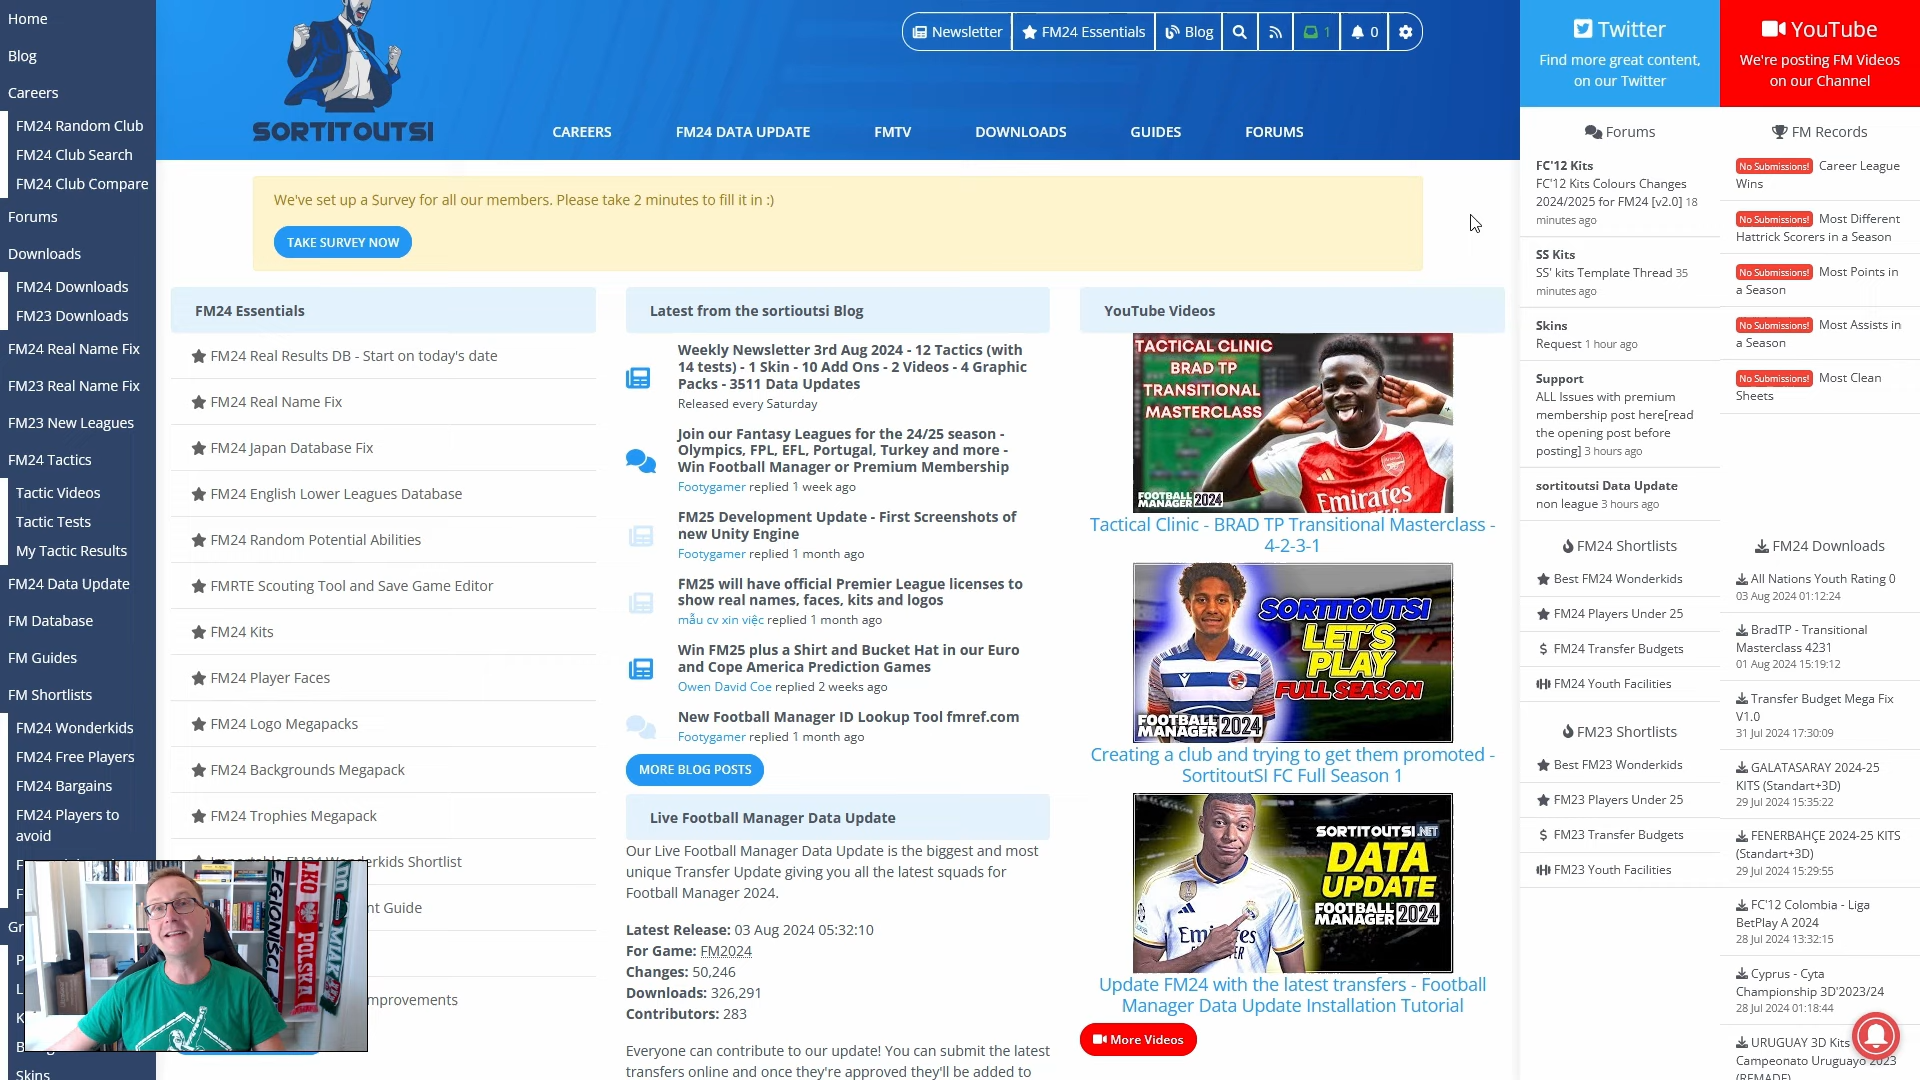 Home
Blog
Careers
FM24 Random Club
FM24 Club Search
FM24 Club Compare
Forums
Downloads
FM24 Downloads
FM23 Downloads
FM24 Real Name Fix
FM23 Real Name Fix
FM23 New Leagues
FM24 Tactics
Tactic Videos
Tactic Tests
My Tactic Results
FM24 Data Update
FM Database
FM Guides
FM Shortlists
FM24 Wonderkids
FM24 Free Players
FM24 Bargains
FM24 Players to
avoid
Skins
SORTITOUTSI
Newsletter
FM24 Essentials
Blog
1
0
CAREERS
FM24 DATA UPDATE
FMTV
DOWNLOADS
GUIDES
FORUMS
We've set up a Survey for all our members. Please take 2 minutes to fill it in :)
TAKE SURVEY NOW
FM24 Essentials
FM24 Real Results DB - Start on today's date
FM24 Real Name Fix
FM24 Japan Database Fix
FM24 English Lower Leagues Database
FM24 Random Potential Abilities
FMRTE Scouting Tool and Save Game Editor
FM24 Kits
FM24 Player Faces
FM24 Logo Megapacks
FM24 Backgrounds Megapack
FM24 Trophies Megapack
Wonderkids Shortlist
nt Guide
mprovements
LKO
POLSKA
EGIONIŚCI
Latest from the sortioutsi Blog
Weekly Newsletter 3rd Aug 2024 - 12 Tactics (with
14 tests) - 1 Skin - 10 Add Ons - 2 Videos - 4 Graphic
Packs - 3511 Data Updates
Released every Saturday
Join our Fantasy Leagues for the 24/25 season -
Olympics, FPL, EFL, Portugal, Turkey and more -
Win Football Manager or Premium Membership
Footygamer replied 1 week ago
FM25 Development Update - First Screenshots of
new Unity Engine
Footygamer replied 1 month ago
FM25 will have official Premier League licenses to
show real names, faces, kits and logos
mẫu cv xin việc replied 1 month ago
Win FM25 plus a Shirt and Bucket Hat in our Euro
and Cope America Prediction Games
Owen David Coe replied 2 weeks ago
New Football Manager ID Lookup Tool fmref.com
Footygamer replied 1 month ago
MORE BLOG POSTS
Live Football Manager Data Update
Our Live Football Manager Data Update is the biggest and most
unique Transfer Update giving you all the latest squads for
Football Manager 2024.
Latest Release: 03 Aug 2024 05:32:10
For Game: FM2024
Changes: 50,246
Downloads: 326,291
Contributors: 283
Everyone can contribute to our update! You can submit the latest
transfers online and once they're approved they'll be added to
YouTube Videos
TACTICAL CLINIC
BRAD TP
TRANSITIONAL
MASTERCLASS
Emirates
FOOTBALL
MANAGER 2024
Tactical Clinic - BRAD TP Transitional Masterclass -
4-2-3-1
SORTITOUTSI
LET'S
PLAY
FULL SEASON
FOOTBALL
MANAGER 2024
Creating a club and trying to get them promoted -
SortitoutSI FC Full Season 1
SORTITOUTSI.NET
DATA
UPDATE
FOOTBALL
MANAGER 2024
Update FM24 with the latest transfers - Football
Manager Data Update Installation Tutorial
More Videos
Twitter
Find more great content,
on our Twitter
Forums
FC'12 Kits
FC'12 Kits Colours Changes
2024/2025 for FM24 [v2.0] 18
minutes ago
SS Kits
SS' kits Template Thread 35
minutes ago
Skins
Request 1 hour ago
Support
ALL Issues with premium
membership post here[read
the opening post before
posting] 3 hours ago
sortitoutsi Data Update
non league 3 hours ago
FM24 Shortlists
Best FM24 Wonderkids
FM24 Players Under 25
FM24 Transfer Budgets
FM24 Youth Facilities
FM23 Shortlists
Best FM23 Wonderkids
FM23 Players Under 25
FM23 Transfer Budgets
FM23 Youth Facilities
YouTube
We're posting FM Videos
on our Channel
FM Records
No Submissions! Career League
Wins
No Submissions! Most Different
Hattrick Scorers in a Season
No Submissions! Most Points in
a Season
No Submissions! Most Assists in
a Season
No Submissions! Most Clean
Sheets
FM24 Downloads
All Nations Youth Rating 0
03 Aug 2024 01:12:24
BradTP - Transitional
Masterclass 4231
01 Aug 2024 15:19:12
Transfer Budget Mega Fix
V1.0
31 Jul 2024 17:30:09
GALATASARAY 2024-25
KITS (Standart+3D)
29 Jul 2024 15:35:22
FENERBAHÇE 2024-25 KITS
(Standart+3D)
29 Jul 2024 15:29:55
FC'12 Colombia - Liga
BetPlay A 2024
28 Jul 2024 13:32:15
Cyprus - Cyta
Championship 3D'2023/24
28 Jul 2024 01:18:44
URUGUAY 3D Kits
Campeonato Uruguayo 2023
(REMADE)